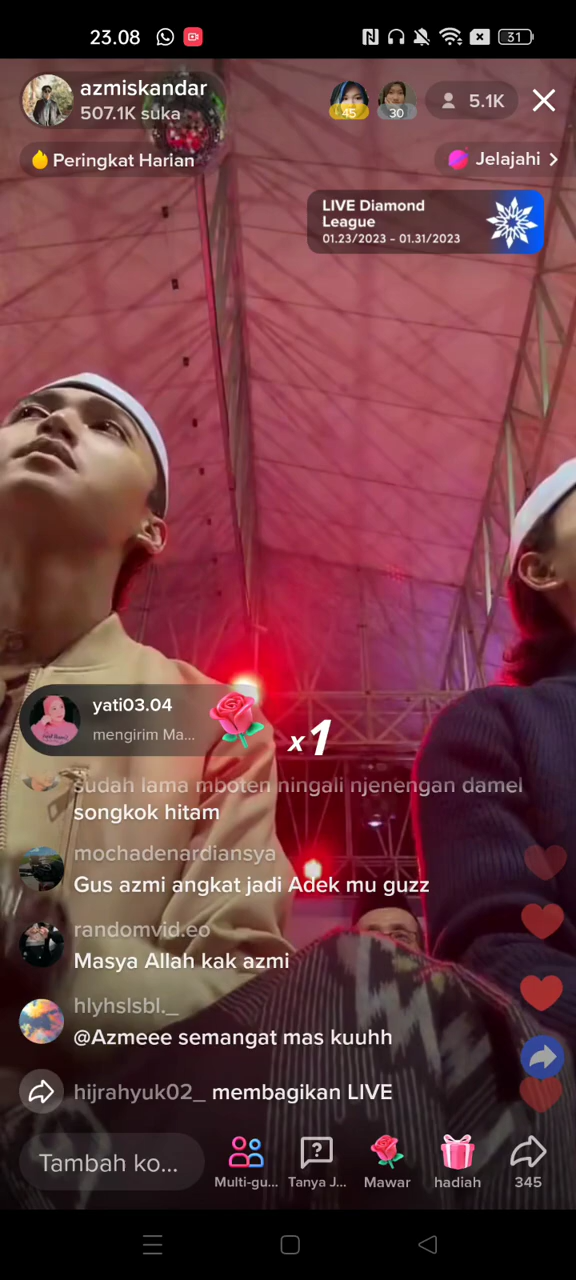 23.08
31
azmiskandar
507.1K suka
45
30
5.1K
Peringkat Harian
Jelajahi
LIVE Diamond
League
01.23/2023 - 01.31/2023
yati03.04
mengirim Ma...
x1
sudah lama mboten ningali njenengan damel
songkok hitam
mochadenardiansya
Gus azmi angkat jadi Adek mu guzz
randomvid.eo
Masya Allah kak azmi
hlyhslsbl._
@Azmeee semangat mas kuuhh
hijrahyuk02_ membagikan LIVE
Tambah ko...
Multi-gu...
Tanya J...
Mawar
hadiah
345